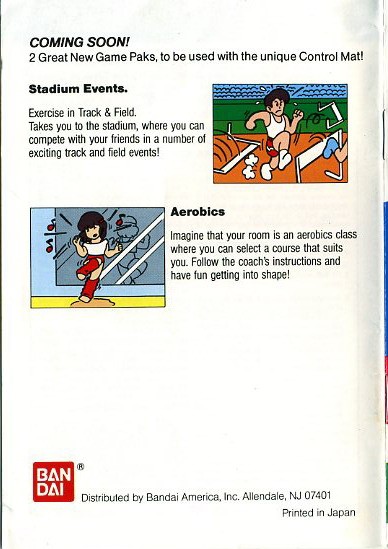 COMING SOON!
2 Great New Game Paks, to be used with the unique Control Mat!
Stadium Events.
Exercise in Track & Field.
Takes you to the stadium, where you can
compete with your friends in a number of
exciting track and field events!
Aerobics
Imagine that your room is an aerobics class
where you can select a course that suits
you. Follow the coach's instructions and
have fun getting into shape!
BAN
DAI
®
Distributed by Bandai America, Inc. Allendale, NJ 07401
Printed in Japan